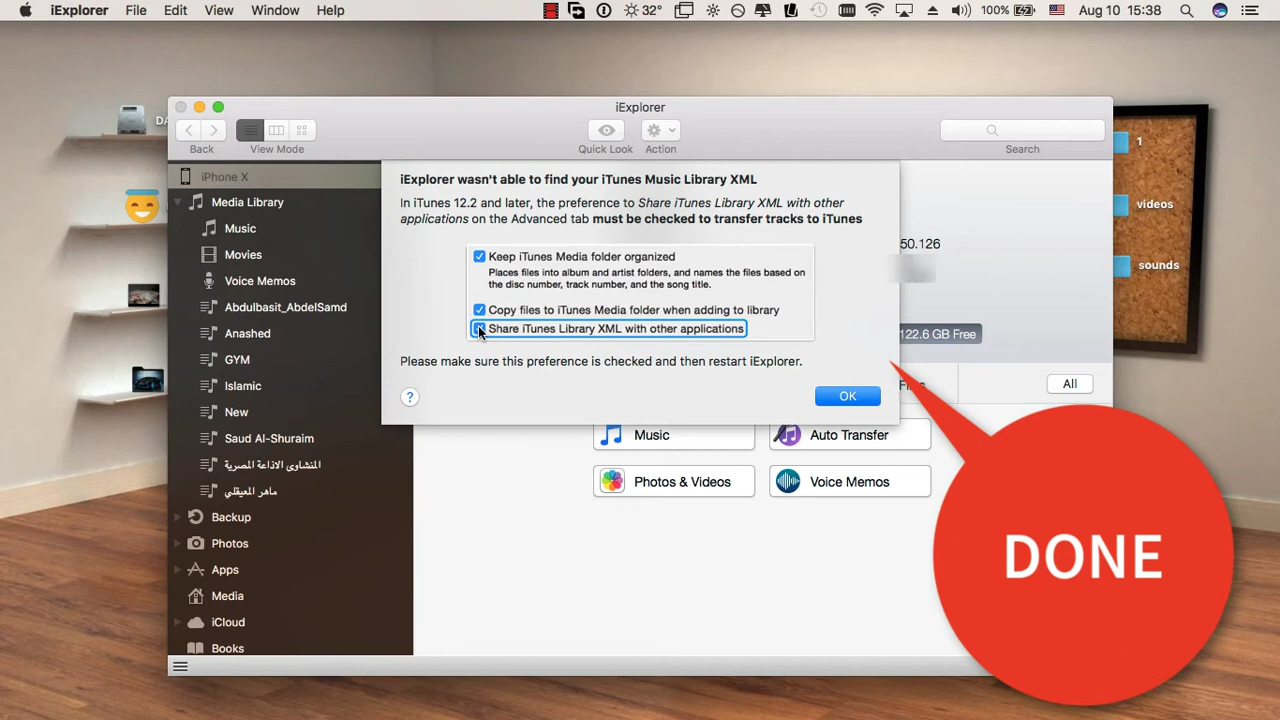 iExplorer File Edit View Window Help 32° 100% Aug 10 15:38
iExplorer
Back View Mode Quick Look Action Search
DA
1
videos
sounds
iPhone X
Media Library
Music
Movies
Voice Memos
Abdulbasit_AbdelSamd
Anashed
GYM
Islamic
New
Saud Al-Shuraim
المنشاوى الاذاعة المصرية
ماهر المعيقلي
Backup
Photos
Apps
Media
iCloud
Books
iExplorer wasn't able to find your iTunes Music Library XML
In iTunes 12.2 and later, the preference to Share iTunes Library XML with other
applications on the Advanced tab must be checked to transfer tracks to iTunes
Keep iTunes Media folder organized
Places files into album and artist folders, and names the files based on
the disc number, track number, and the song title.
Copy files to iTunes Media folder when adding to library
Share iTunes Library XML with other applications
Please make sure this preference is checked and then restart iExplorer.
?
OK
50.126
122.6 GB Free
Files
All
Music
Auto Transfer
Photos & Videos
Voice Memos
DONE